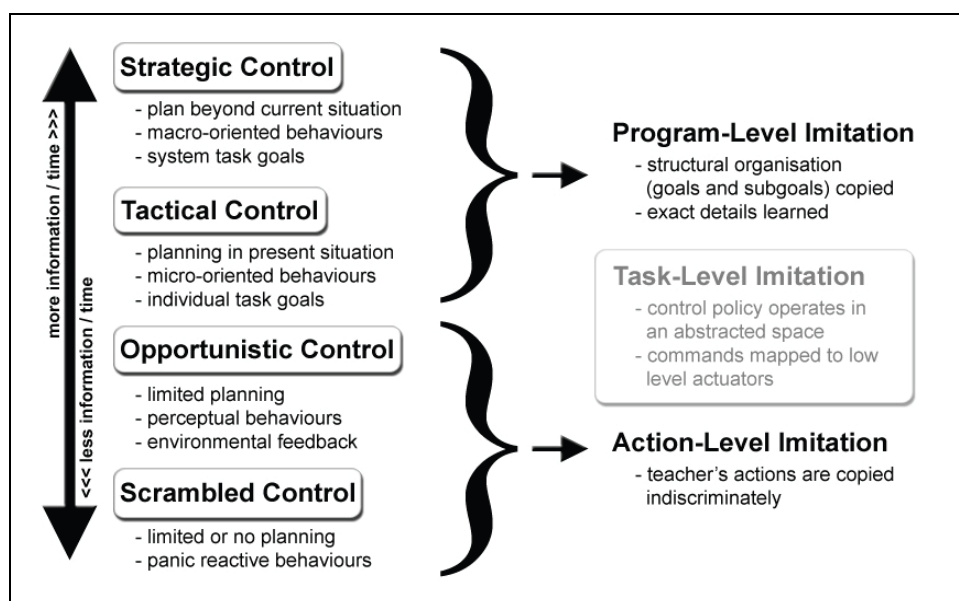 more information / time >>>
<<< less information / time
Strategic Control
- plan beyond current situation
- macro-oriented behaviours
- system task goals
Tactical Control
- planning in present situation
- micro-oriented behaviours
- individual task goals
Opportunistic Control
- limited planning
- perceptual behaviours
- environmental feedback
Scrambled Control
- limited or no planning
- panic reactive behaviours
Program-Level Imitation
- structural organisation
(goals and subgoals) copied
- exact details learned
Task-Level Imitation
- control policy operates in
an abstracted space
- commands mapped to low
level actuators
Action-Level Imitation
- teacher's actions are copied
indiscriminately